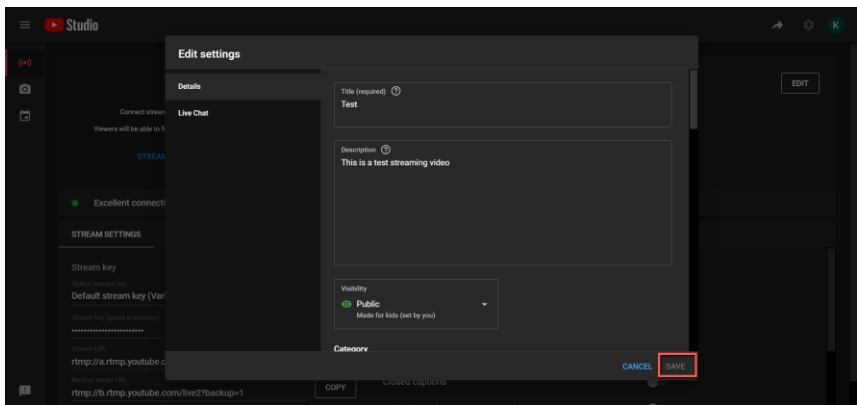 Studio
K
Edit settings
Details
Live Chat
Title (required)
Test
Description
This is a test streaming video
Visibility
Public
Made for kids (set by you)
Category
CANCEL
SAVE
EDIT
Connect stream
Viewers will be able to fi
STREAM
Excellent connecti
STREAM SETTINGS
Stream key
Select stream key
Default stream key (Var
Stream key (paste in encoder)
Stream URL
rtmp://a.rtmp.youtube.c
Backup server URL
rtmp://b.rtmp.youtube.com/live2?backup=1
COPY
Closed captions